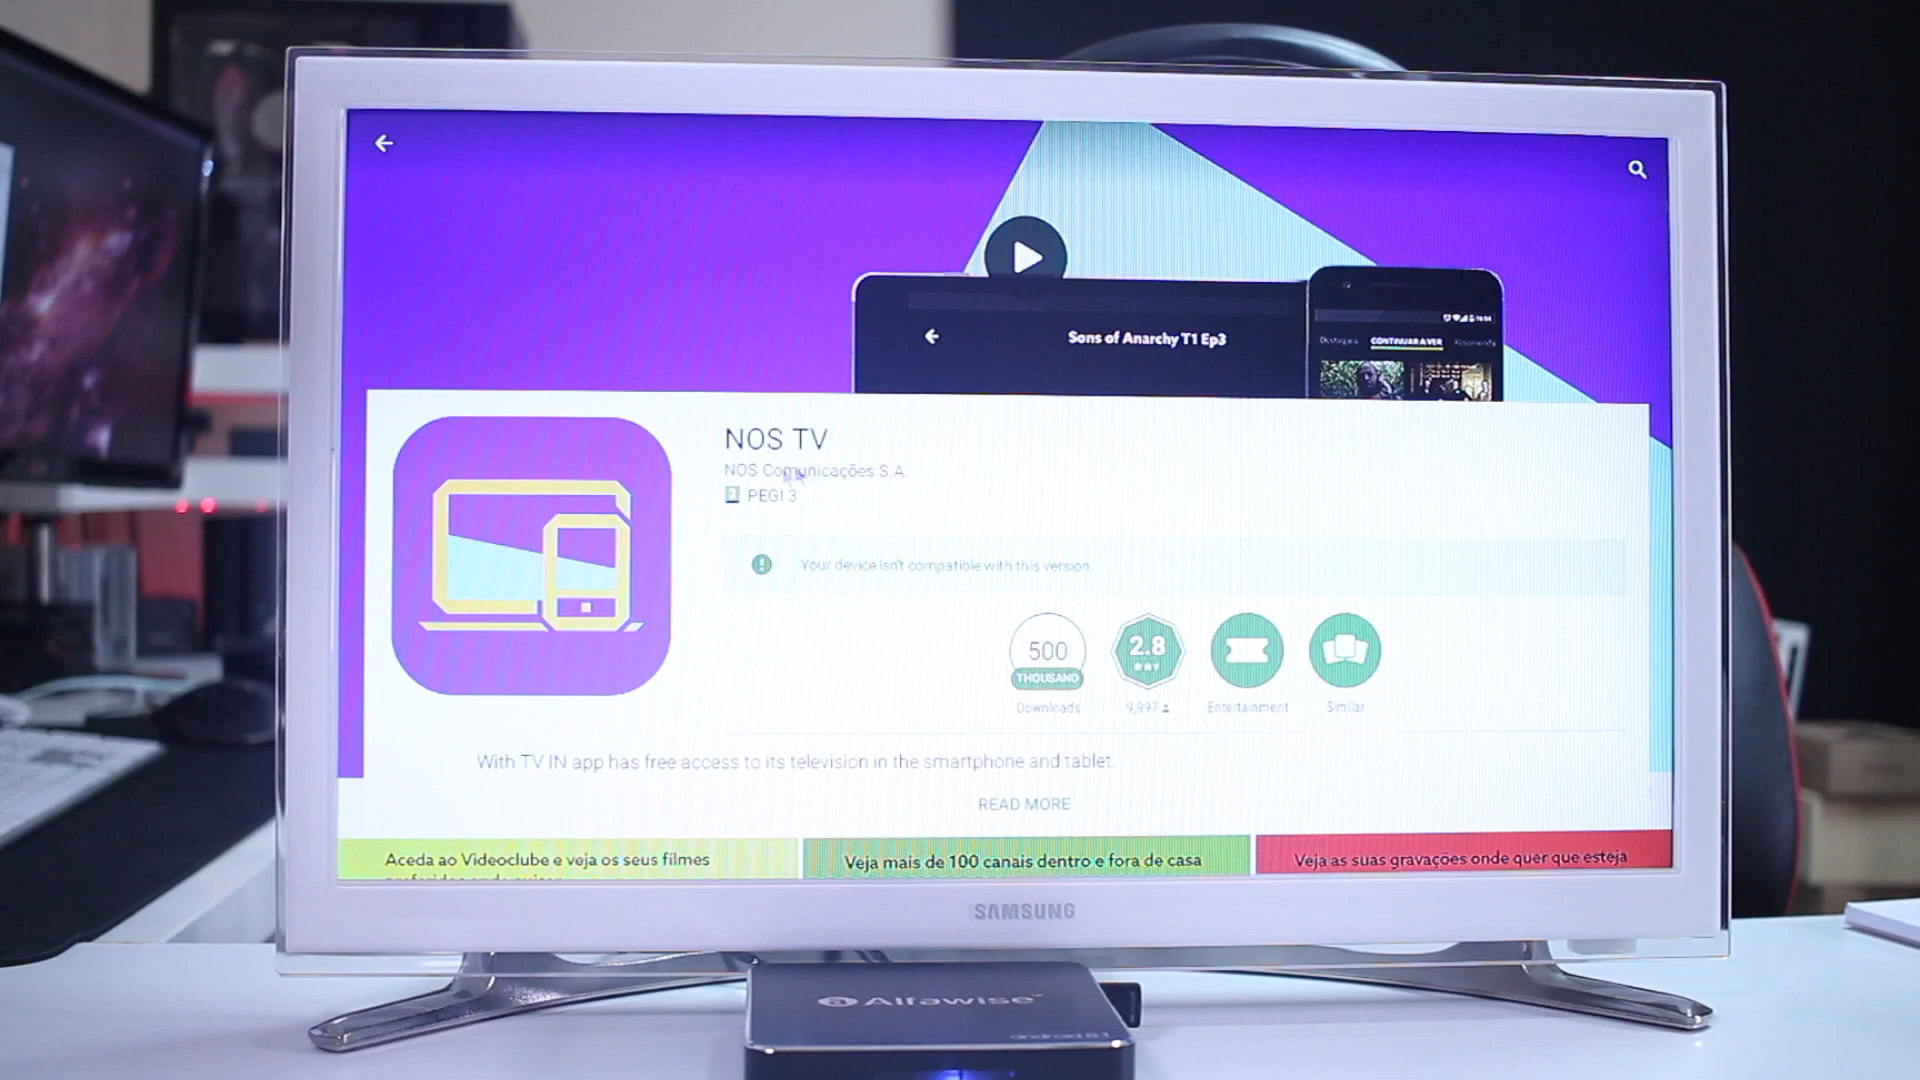 Sons of Anarchy T1 Ep3
CONTINUAR A VER
NOS TV
NOS Comunicações S.A.
3 PEGI 3
Your device isn't compatible with this version.
500
THOUSAND
Downloads
2.8
9,997
Entertainment
Similar
With TV IN app has free access to its television in the smartphone and tablet.
READ MORE
Aceda ao Videoclube e veja os seus filmes
Veja mais de 100 canais dentro e fora de casa
Veja as suas gravações onde quer que esteja
SAMSUNG
a Alfawise